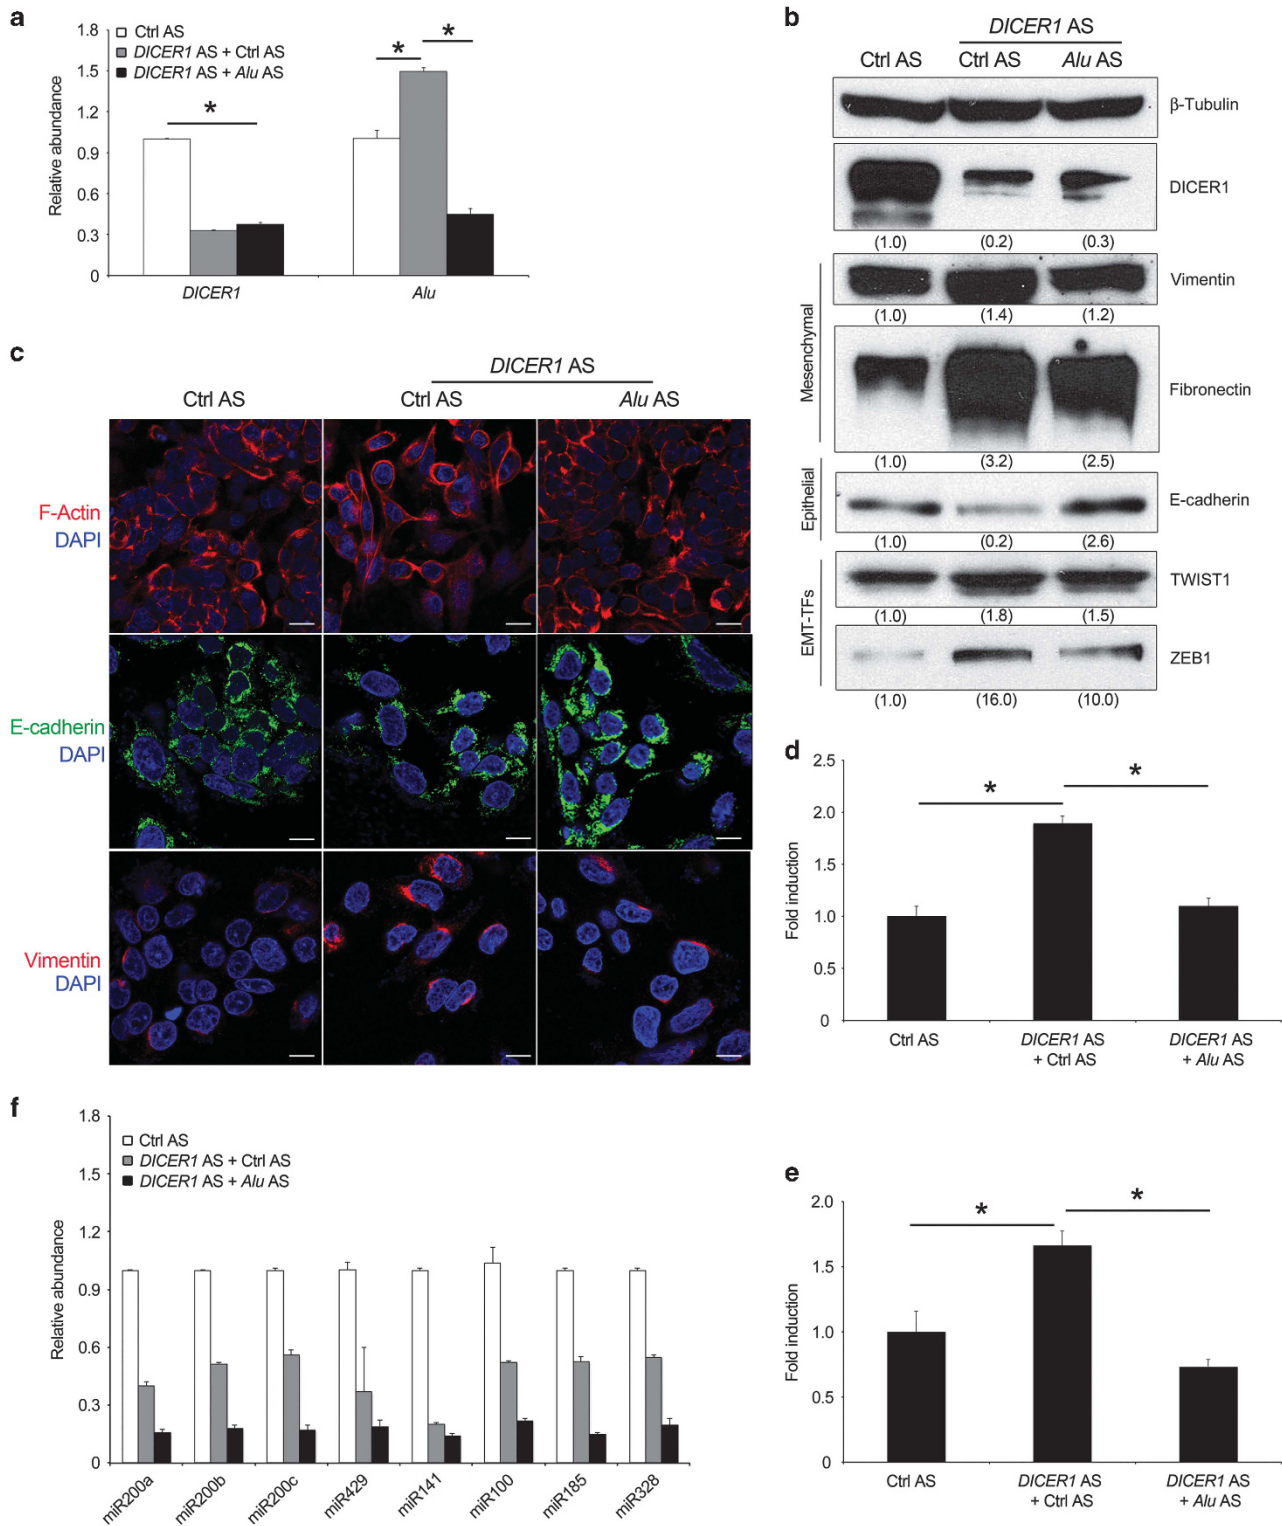 a
Ctrl AS
DICER1 AS + Ctrl AS
DICER1 AS + Alu AS
Relative abundance
1.8
1.5
1.2
0.9
0.6
0.3
0
*
*
*
DICER1
Alu
b
DICER1 AS
Ctrl AS
Ctrl AS
Alu AS
β-Tubulin
DICER1
(1.0)
(0.2)
(0.3)
Mesenchymal
Vimentin
(1.0)
(1.4)
(1.2)
Fibronectin
(1.0)
(3.2)
(2.5)
Epithelial
E-cadherin
(1.0)
(0.2)
(2.6)
EMT-TFs
TWIST1
(1.0)
(1.8)
(1.5)
ZEB1
(1.0)
(16.0)
(10.0)
c
DICER1 AS
Ctrl AS
Ctrl AS
Alu AS
F-Actin
DAPI
E-cadherin
DAPI
Vimentin
DAPI
d
Fold induction
2.5
2.0
1.5
1.0
0.5
0
*
*
Ctrl AS
DICER1 AS
+ Ctrl AS
DICER1 AS
+ Alu AS
f
Ctrl AS
DICER1 AS + Ctrl AS
DICER1 AS + Alu AS
Relative abundance
1.8
1.5
1.2
0.9
0.6
0.3
0
miR200a
miR200b
miR200c
miR429
miR141
miR100
miR185
miR328
e
Fold induction
2.0
1.5
1.0
0.5
0
*
*
Ctrl AS
DICER1 AS
+ Ctrl AS
DICER1 AS
+ Alu AS